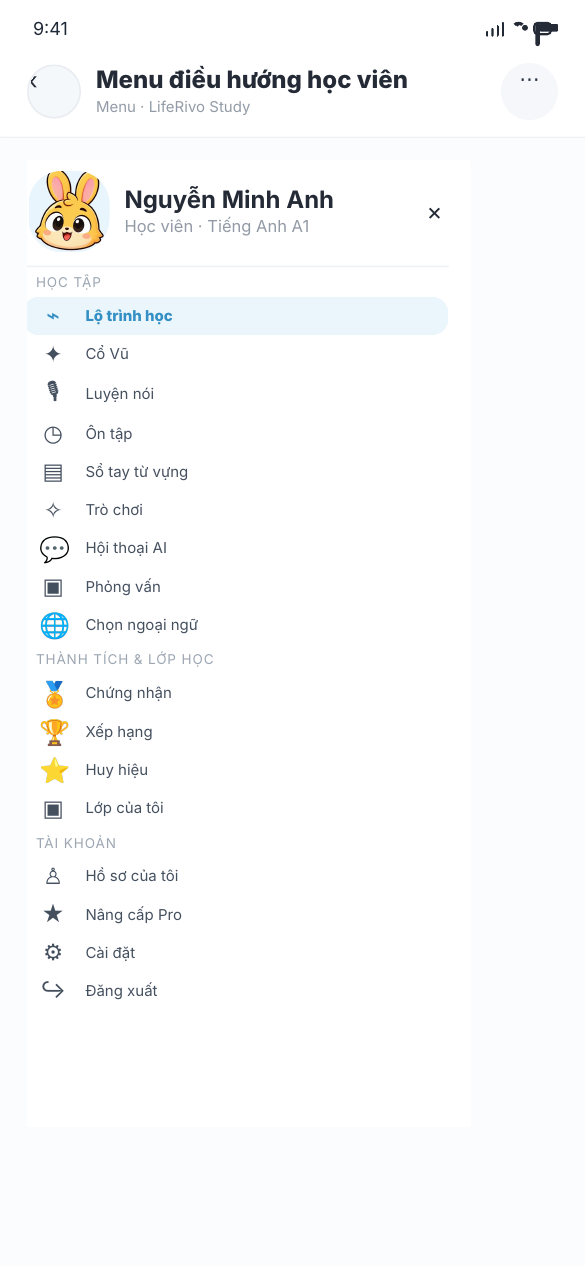 9:41
Menu điều hướng học viên
Menu · LifeRivo Study
Nguyễn Minh Anh
Học viên · Tiếng Anh A1
HỌC TẬP
Lộ trình học
Cổ Vũ
Luyện nói
Ôn tập
Sổ tay từ vựng
Trò chơi
Hội thoại AI
Phỏng vấn
Chọn ngoại ngữ
THÀNH TÍCH & LỚP HỌC
Chứng nhận
Xếp hạng
Huy hiệu
Lớp của tôi
TÀI KHOẢN
Hồ sơ của tôi
Nâng cấp Pro
Cài đặt
Đăng xuất